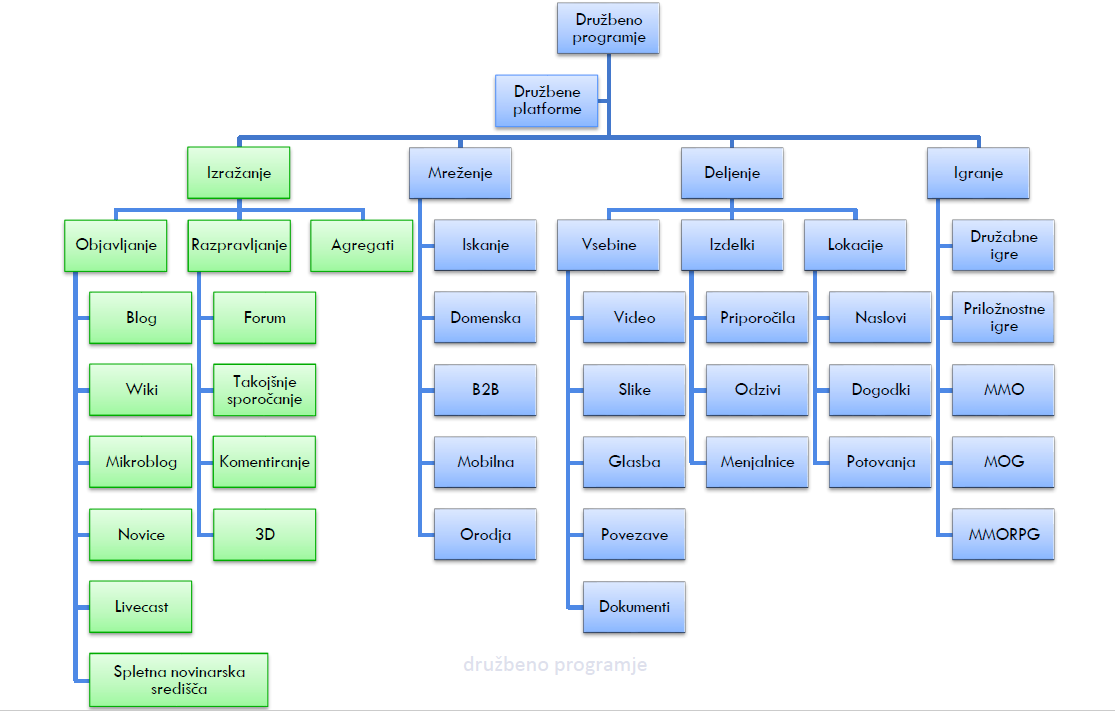 Družbeno
programje
Družbene
platforme
Izražanje
Mreženje
Deljenje
Igranje
Objavljanje
Razpravljanje
Agregati
Iskanje
Vsebine
Izdelki
Lokacije
Družabne
igre
Blog
Forum
Domenska
Video
Priporočila
Naslovi
Priložnostne
igre
Wiki
Takojšnje
sporočanje
B2B
Slike
Odzivi
Dogodki
MMO
Mikroblog
Komentiranje
Mobilna
Glasba
Menjalnice
Potovanja
MOG
Novice
3D
Orodja
Povezave
MMORPG
Livecast
Dokumenti
Spletna novinarska
središča
družbeno programje